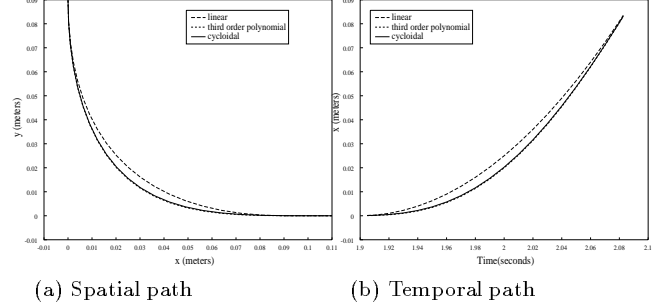 0.09
0.08
0.07
0.06
0.05
0.04
0.03
0.02
0.01
0
-0.01
y (meters)
-0.01 0 0.01 0.02 0.03 0.04 0.05 0.06 0.07 0.08 0.09 0.1 0.11
x (meters)
linear
third order polynomial
cycloidal
(a) Spatial path
0.09
0.08
0.07
0.06
0.05
0.04
0.03
0.02
0.01
0
-0.01
x (meters)
1.9 1.92 1.94 1.96 1.98 2 2.02 2.04 2.06 2.08 2.1
Time(seconds)
linear
third order polynomial
cycloidal
(b) Temporal path